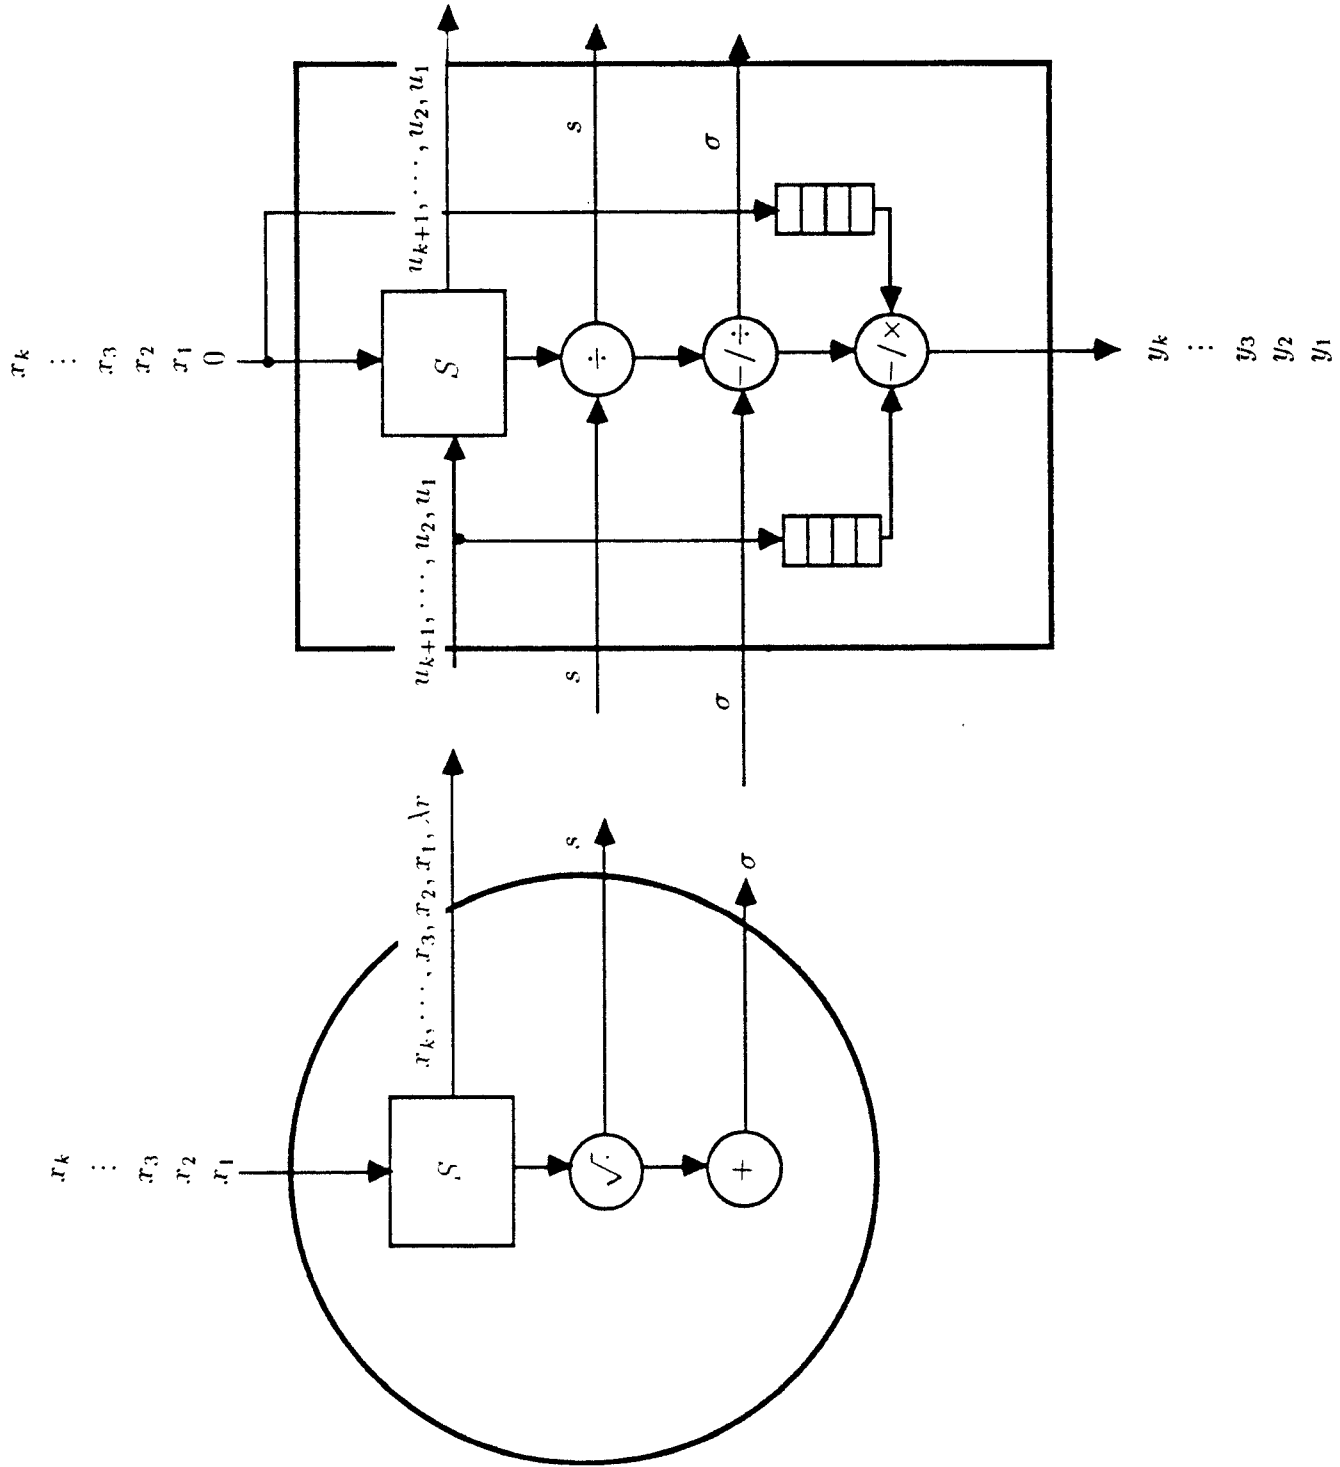 x_k
⋮
x_3
x_2
x_1
0
u_{k+1}, ⋯, u_2, u_1
S
u_{k+1}, ⋯, u_2, u_1
s
÷
s
σ
−/÷
σ
−/×
y_k
⋮
y_3
y_2
y_1
x_k
⋮
x_3
x_2
x_1
x_k, ⋯, x_3, x_2, x_1, λr
S
s
√·
σ
+